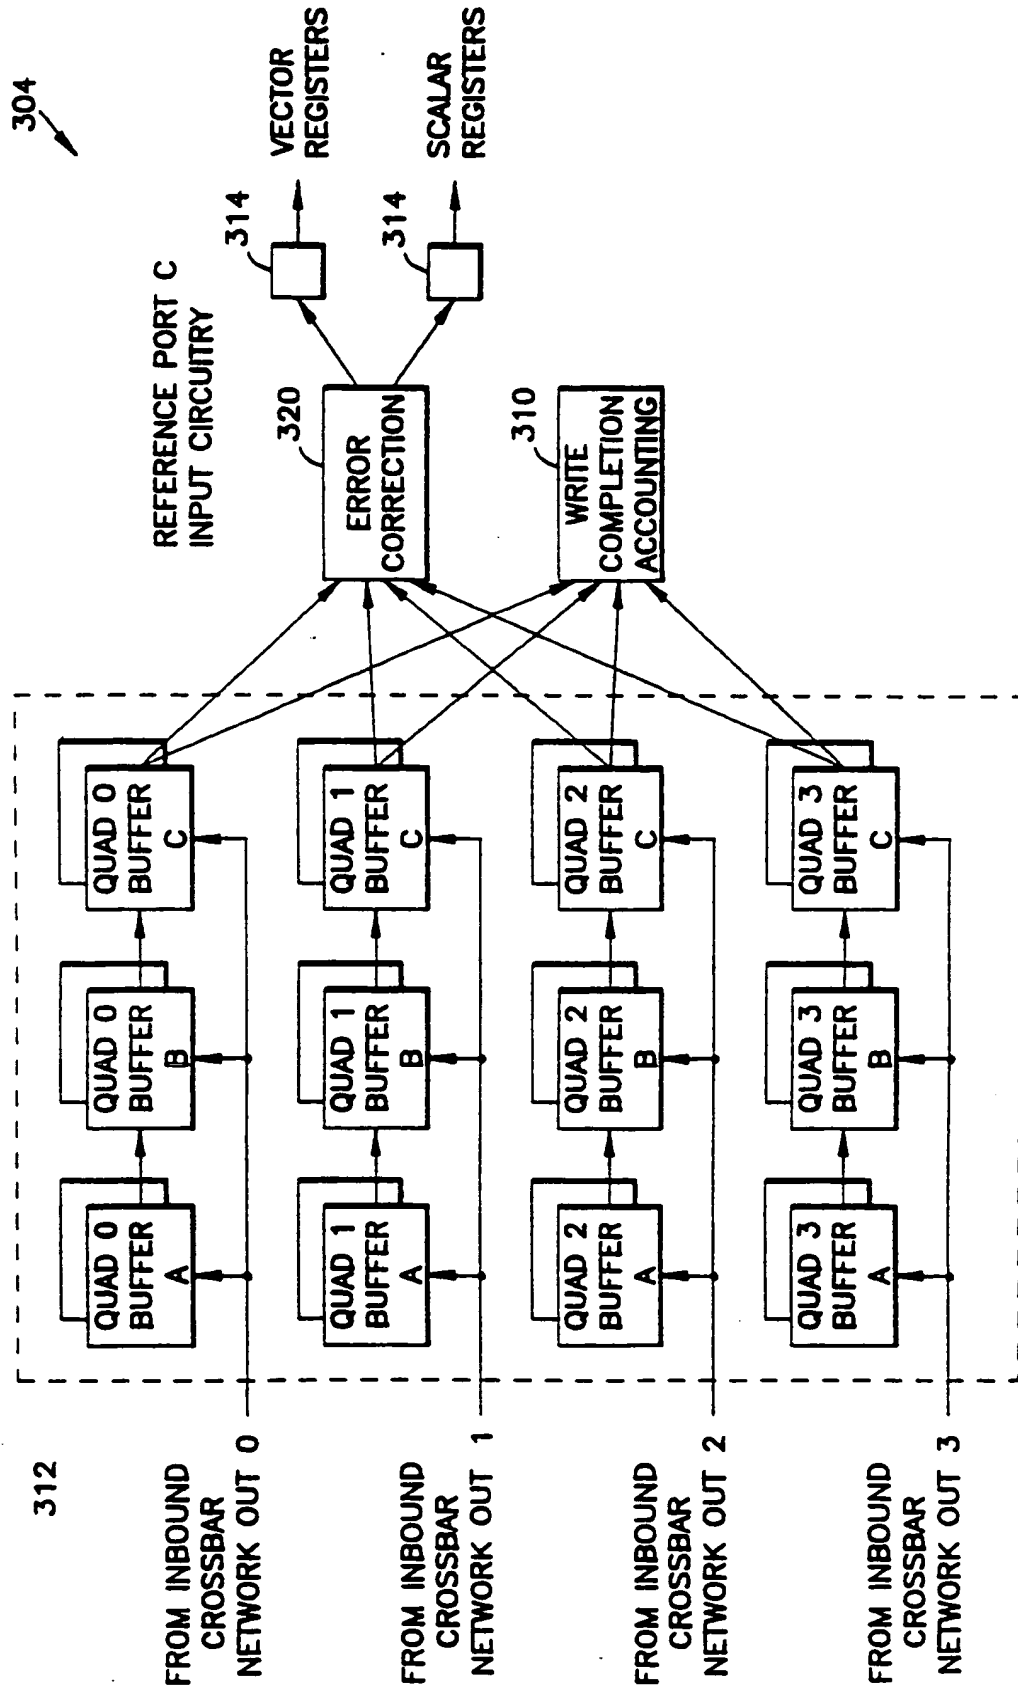 304
REFERENCE PORT C
INPUT CIRCUITRY
312
FROM INBOUND
CROSSBAR
NETWORK OUT 0
QUAD 0
BUFFER
A
QUAD 0
BUFFER
B
QUAD 0
BUFFER
C
FROM INBOUND
CROSSBAR
NETWORK OUT 1
QUAD 1
BUFFER
A
QUAD 1
BUFFER
B
QUAD 1
BUFFER
C
FROM INBOUND
CROSSBAR
NETWORK OUT 2
QUAD 2
BUFFER
A
QUAD 2
BUFFER
B
QUAD 2
BUFFER
C
FROM INBOUND
CROSSBAR
NETWORK OUT 3
QUAD 3
BUFFER
A
QUAD 3
BUFFER
B
QUAD 3
BUFFER
C
320
ERROR
CORRECTION
310
WRITE
COMPLETION
ACCOUNTING
314
VECTOR
REGISTERS
314
SCALAR
REGISTERS